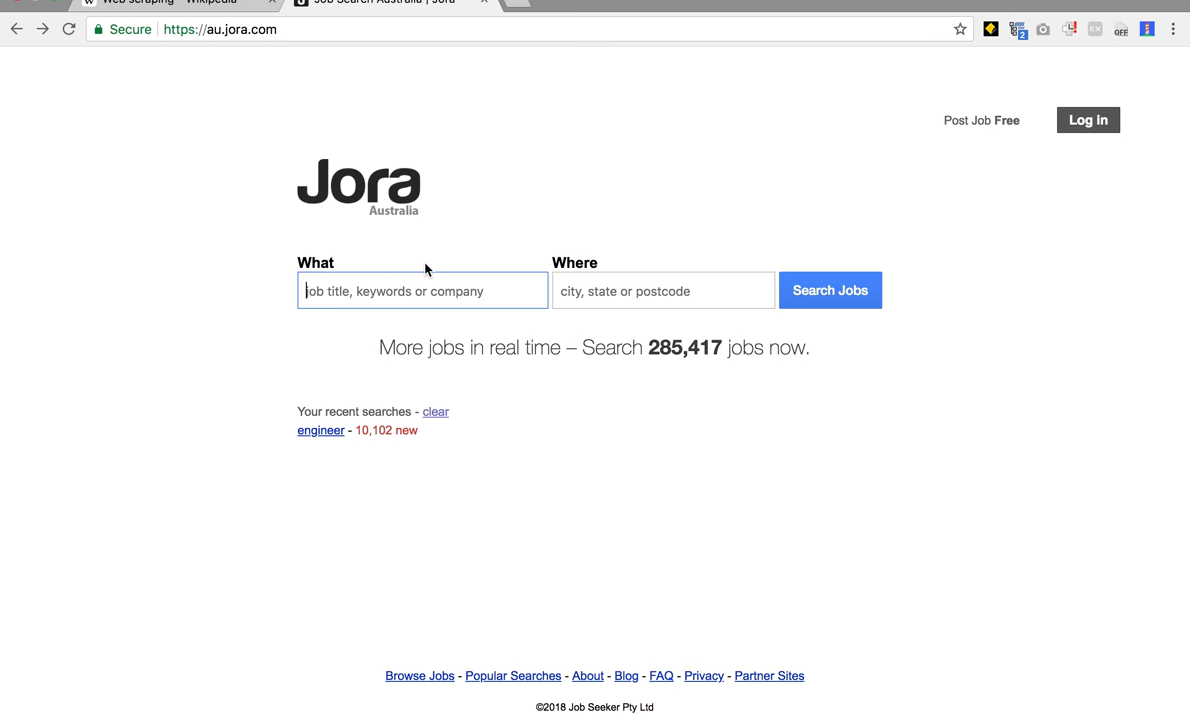 Web scraping - Wikipedia
Job Search Australia | Jora
Secure https://au.jora.com
2
EX
OFF
Post Job Free
Log in
Jora
Australia
What
Where
job title, keywords or company
city, state or postcode
Search Jobs
More jobs in real time – Search 285,417 jobs now.
Your recent searches - clear
engineer - 10,102 new
Browse Jobs - Popular Searches - About - Blog - FAQ - Privacy - Partner Sites
©2018 Job Seeker Pty Ltd